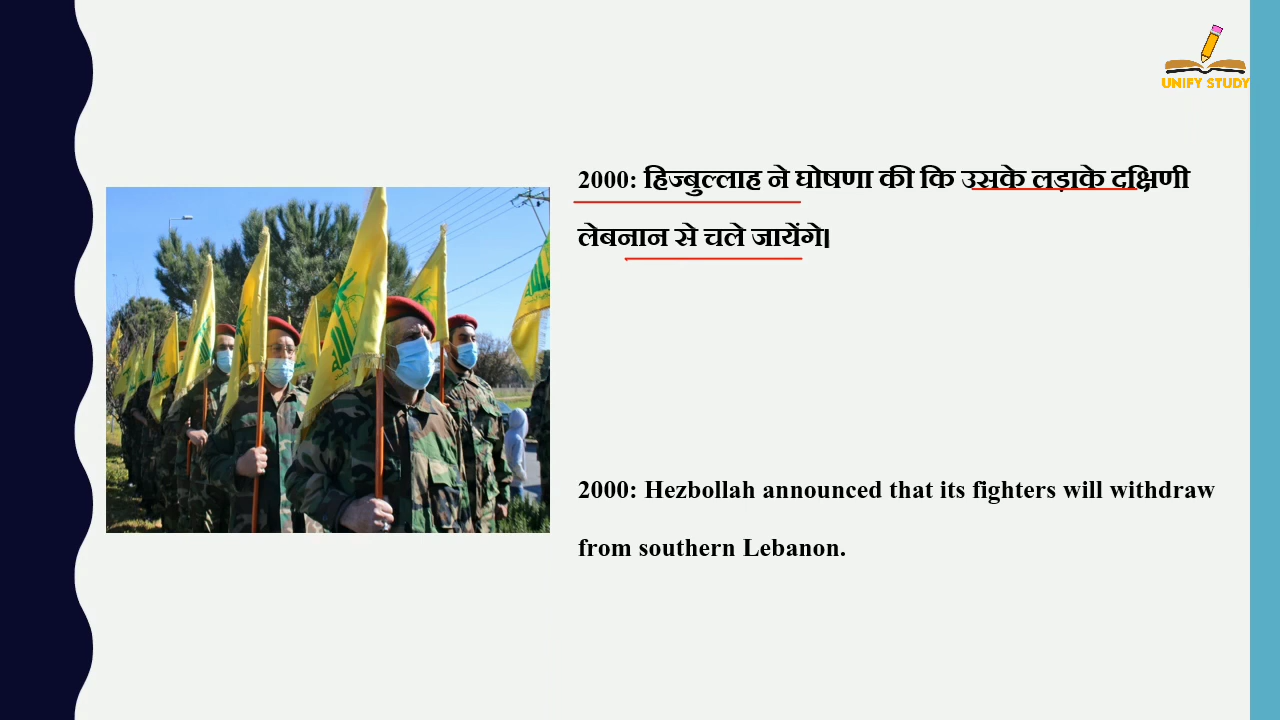 UNIFY STUDY
2000: हिज्बुल्लाह ने घोषणा की कि उसके लड़ाके दक्षिणी
लेबनान से चले जायेंगे।
2000: Hezbollah announced that its fighters will withdraw
from southern Lebanon.